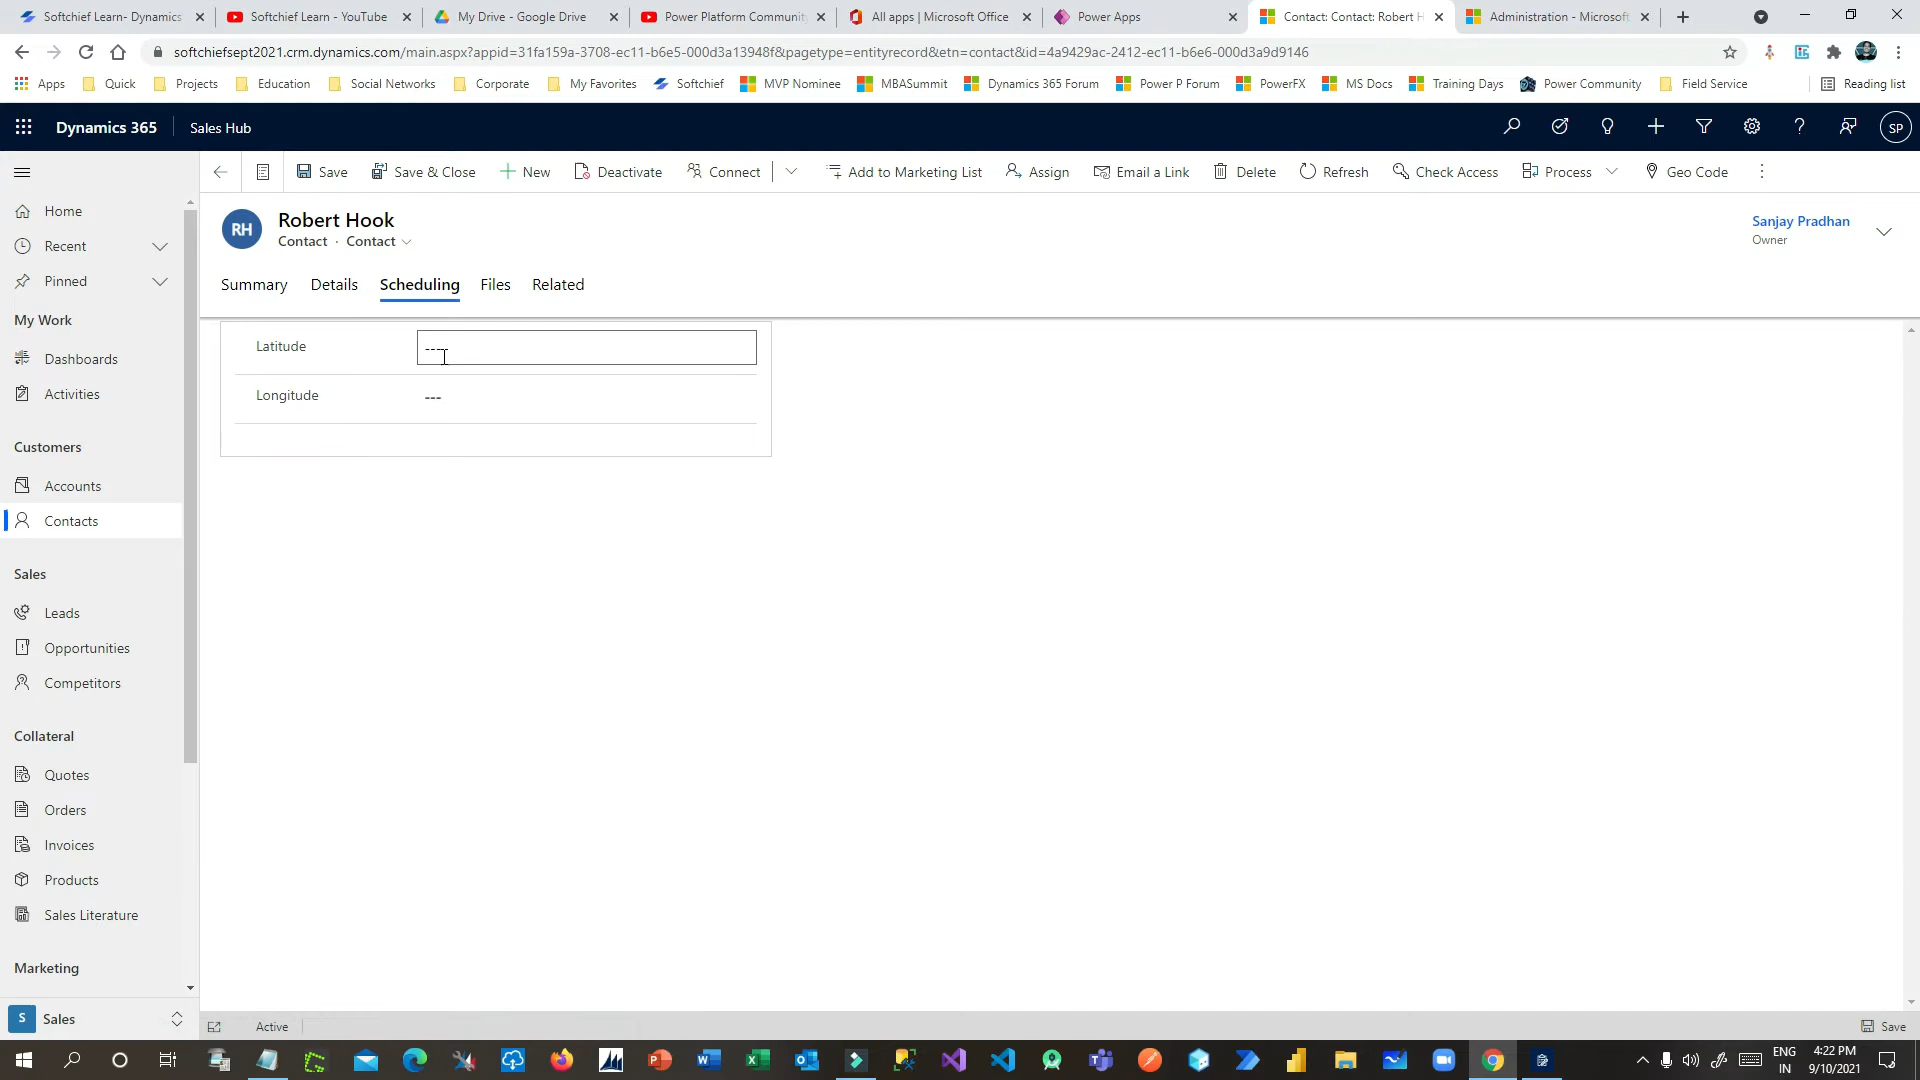 Softchief Learn- Dynamics
Softchief Learn - YouTube
My Drive - Google Drive
Power Platform Communit
All apps | Microsoft Office
Power Apps
Contact: Contact: Robert H
Administration - Microsoft
softchiefsept2021.crm.dynamics.com/main.aspx?appid=31fa159a-3708-ec11-b6e5-000d3a13948f&pagetype=entityrecord&etn=contact&id=4a9429ac-2412-ec11-b6e6-000d3a9d9146
Apps
Quick
Projects
Education
Social Networks
Corporate
My Favorites
Softchief
MVP Nominee
MBASummit
Dynamics 365 Forum
Power P Forum
PowerFX
MS Docs
Training Days
Power Community
Field Service
Reading list
Dynamics 365
Sales Hub
SP
Save
Save & Close
New
Deactivate
Connect
Add to Marketing List
Assign
Email a Link
Delete
Refresh
Check Access
Process
Geo Code
RH
Robert Hook
Contact · Contact
Sanjay Pradhan
Owner
Summary
Details
Scheduling
Files
Related
Latitude
---
Longitude
---
Home
Recent
Pinned
My Work
Dashboards
Activities
Customers
Accounts
Contacts
Sales
Leads
Opportunities
Competitors
Collateral
Quotes
Orders
Invoices
Products
Sales Literature
Marketing
S
Sales
Active
Save
ENG
IN
4:22 PM
9/10/2021